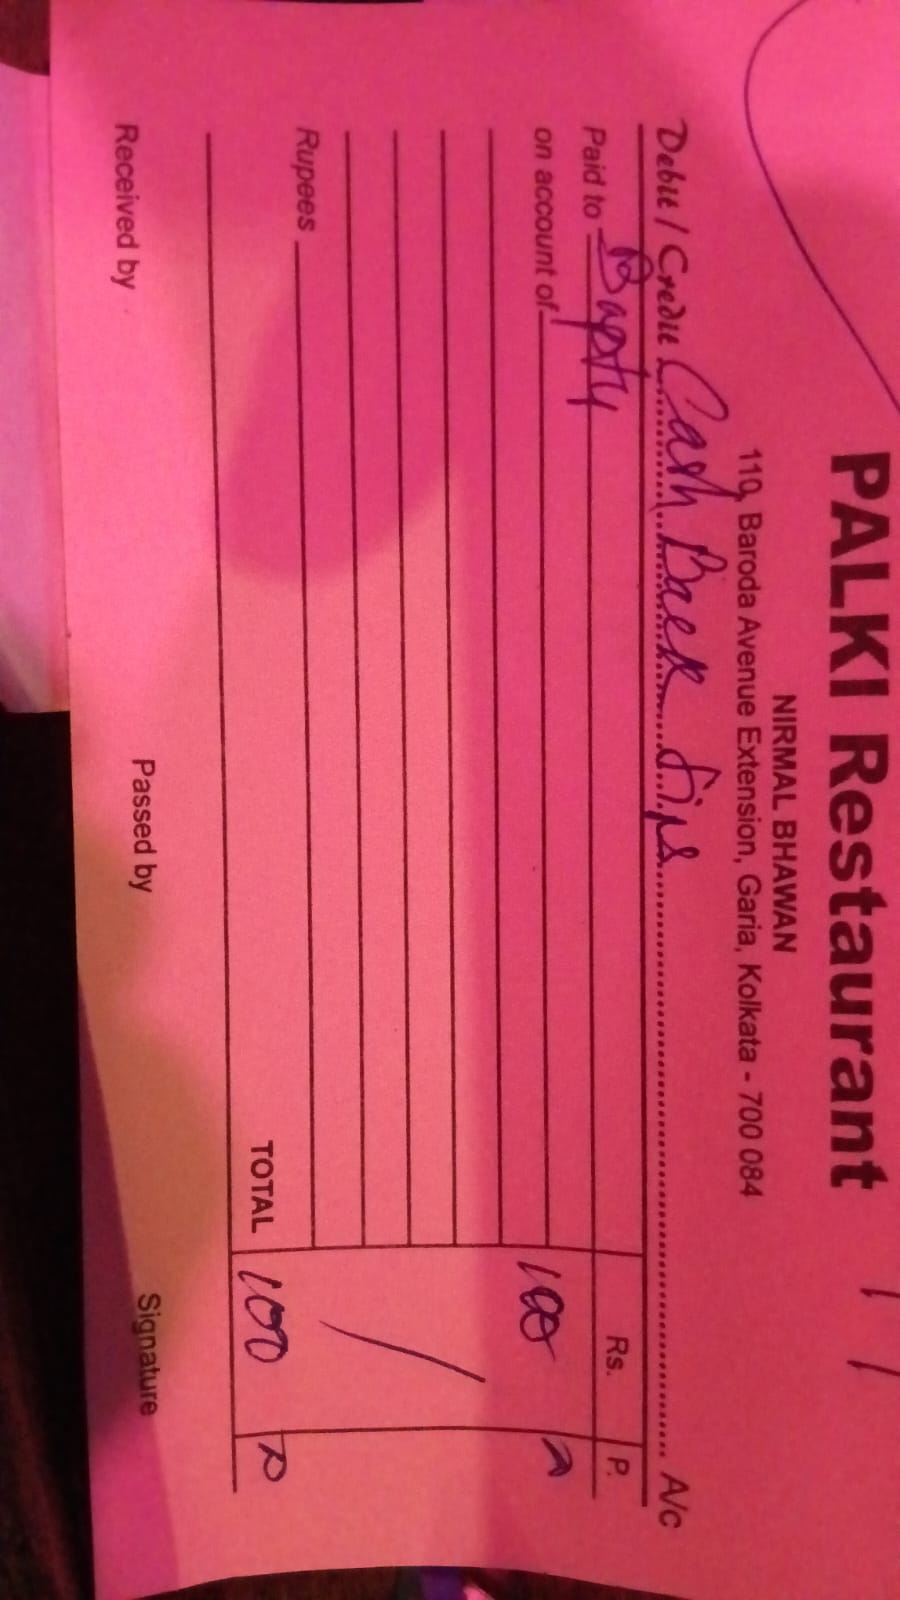 PALKI Restaurant
NIRMAL BHAWAN
110, Baroda Avenue Extension, Garia, Kolkata - 700 084
Debit / Credit Cash Back Tips A/c
Paid to Rs. P.
on account of 100
Rupees
TOTAL 100
Received by Passed by Signature